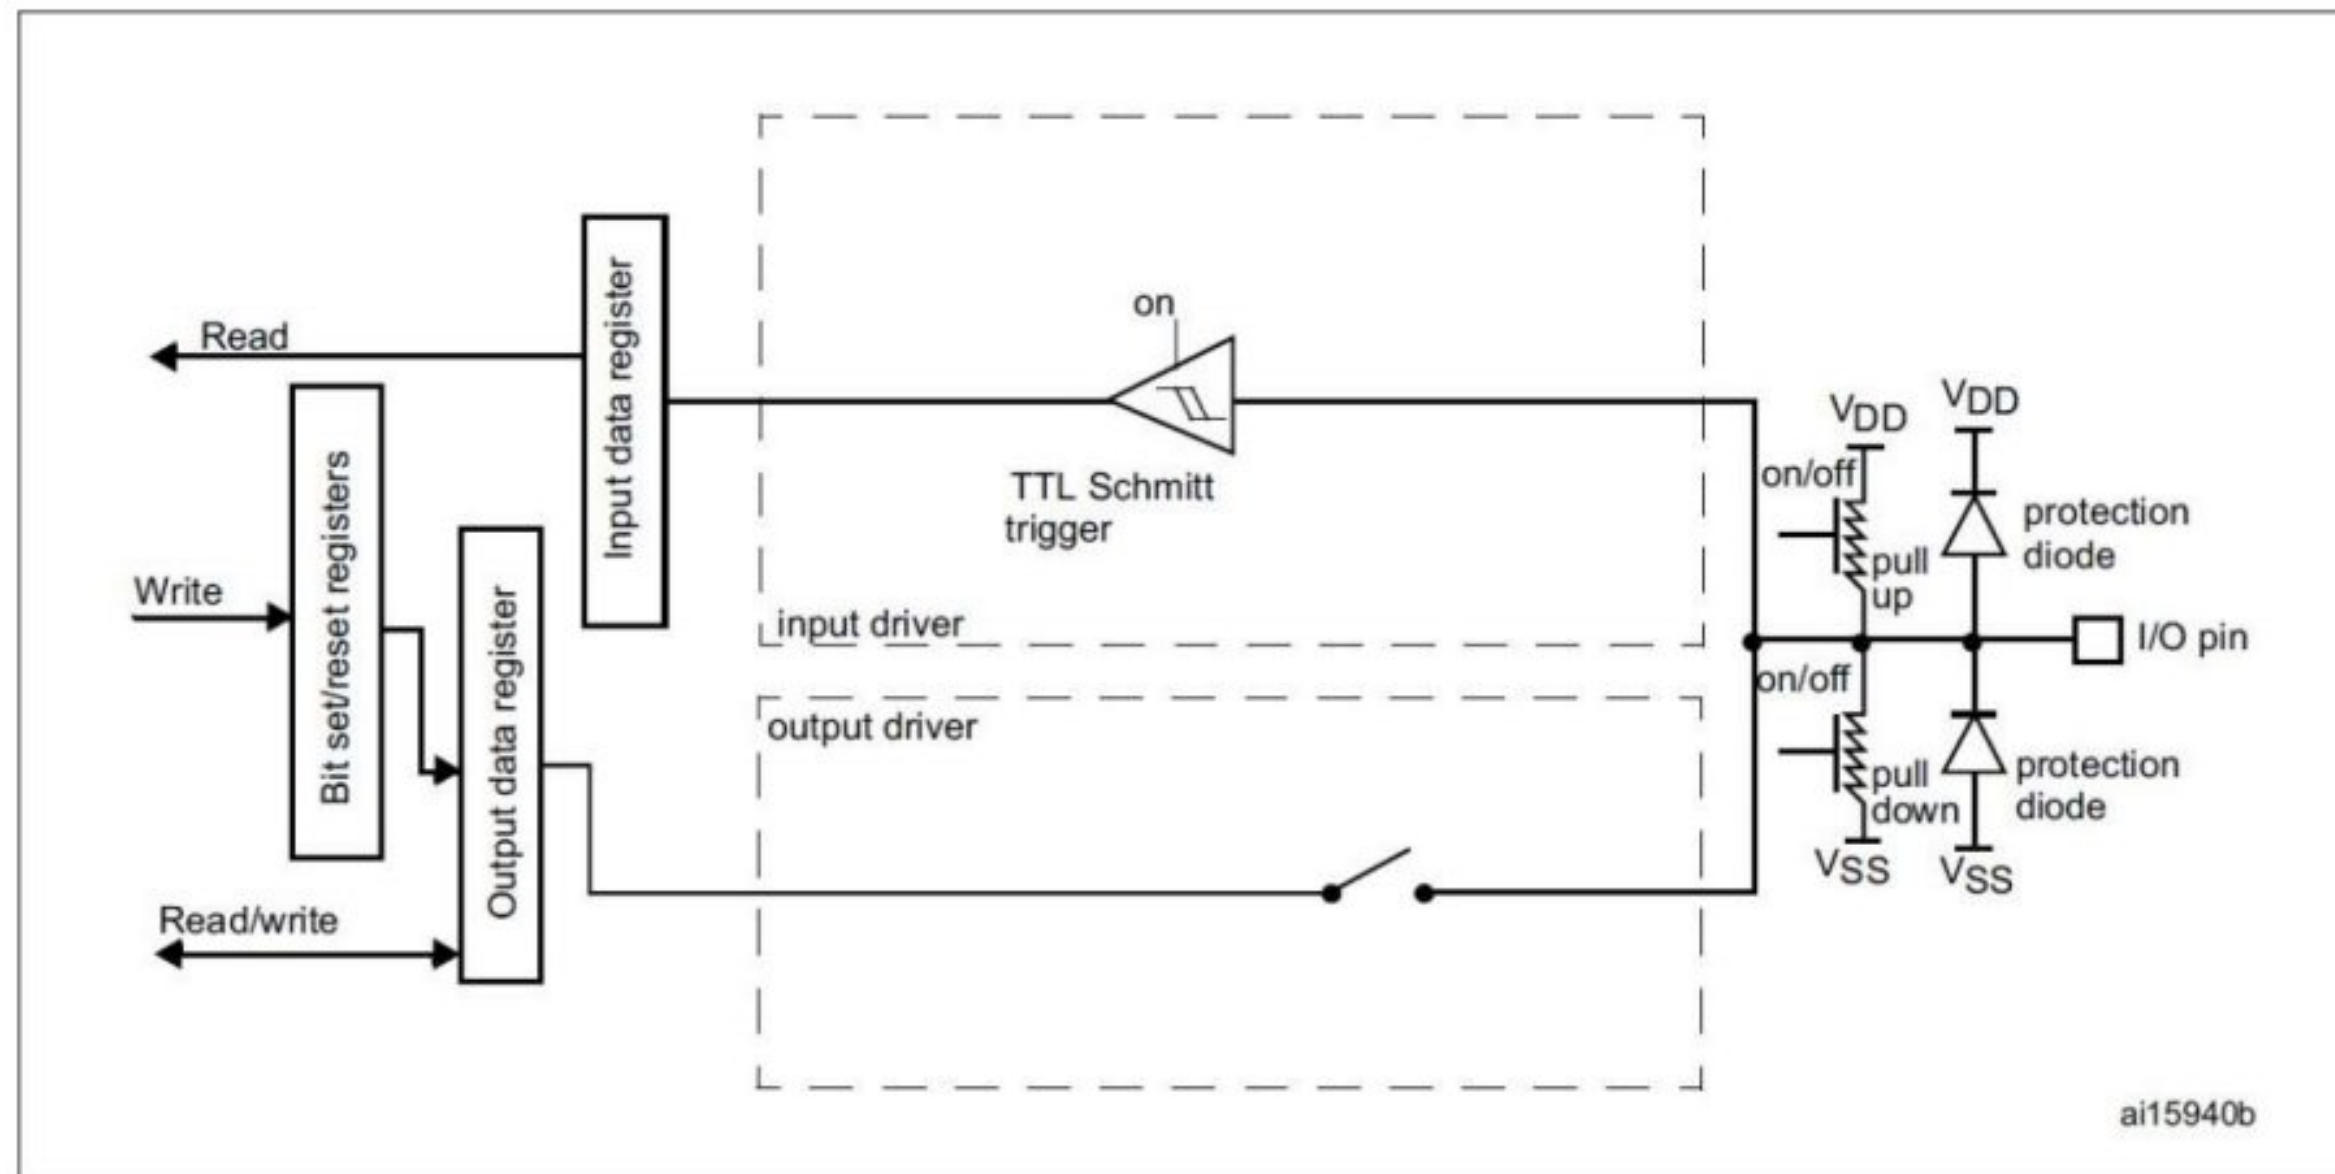 on
Read
Input data register
VDD
VDD
on/off
TTL Schmitt
trigger
protection
diode
pull
up
Bit set/reset registers
Write
input driver
I/O pin
on/off
output driver
Output data register
pull
down
protection
diode
VSS
VSS
Read/write
ai15940b